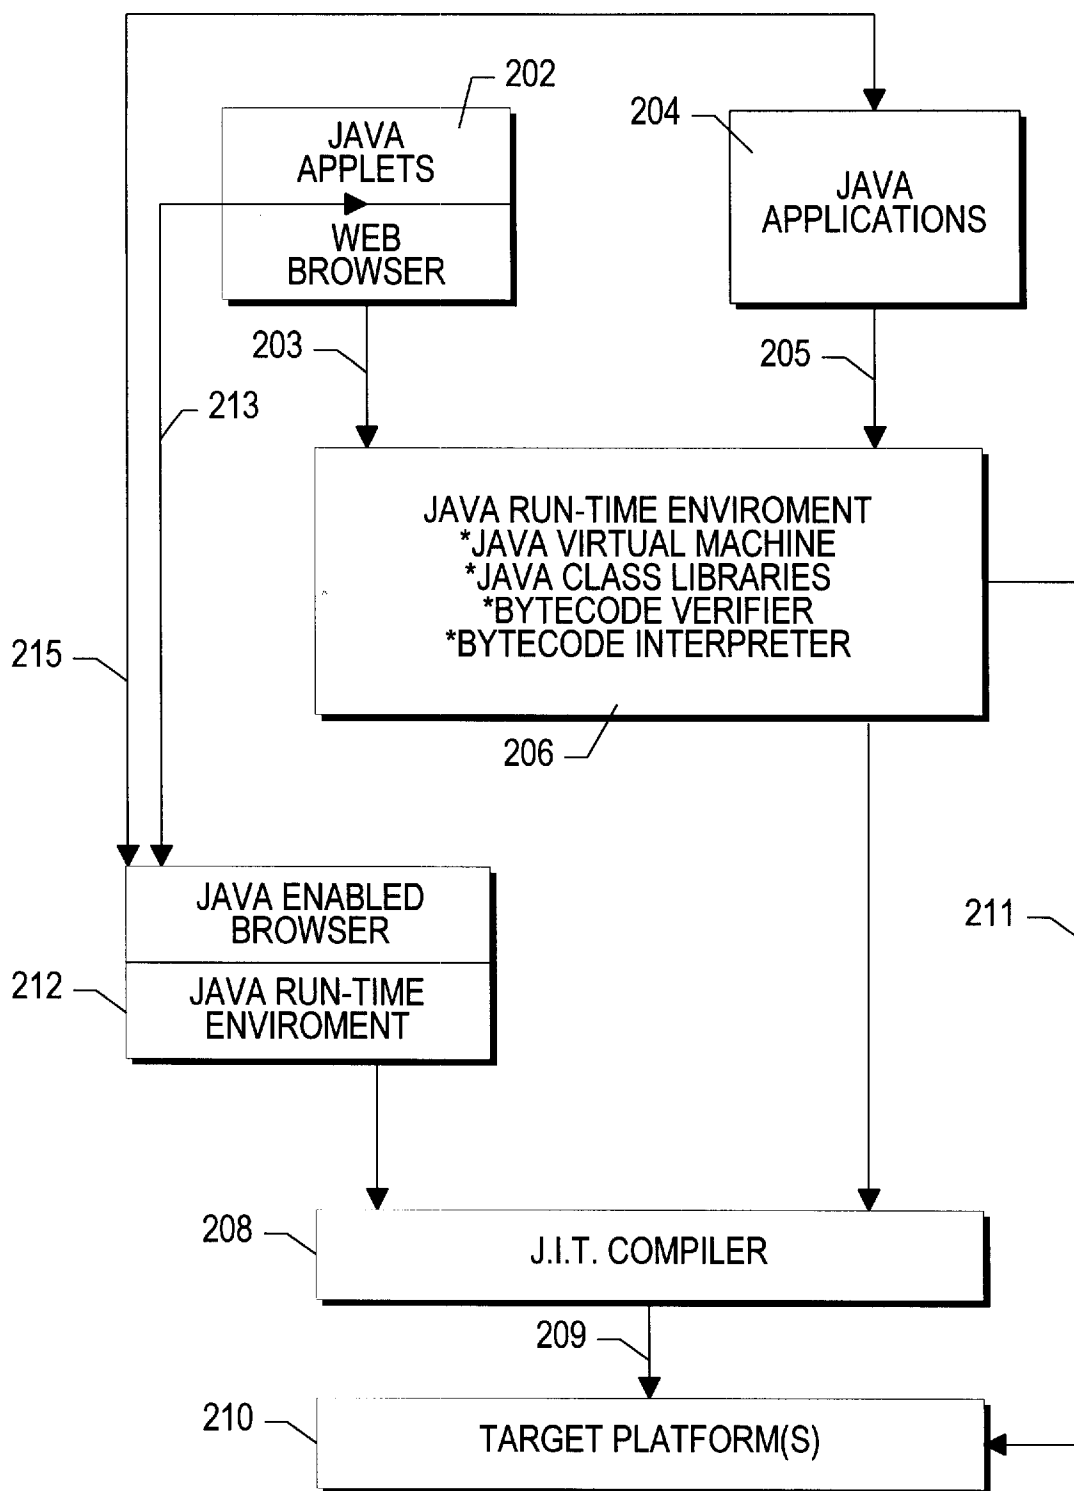 202
JAVA
APPLETS
WEB
BROWSER
204
JAVA
APPLICATIONS
203
205
213
JAVA RUN-TIME ENVIROMENT
*JAVA VIRTUAL MACHINE
*JAVA CLASS LIBRARIES
*BYTECODE VERIFIER
*BYTECODE INTERPRETER
215
206
JAVA ENABLED
BROWSER
211
212
JAVA RUN-TIME
ENVIROMENT
208
J.I.T. COMPILER
209
210
TARGET PLATFORM(S)